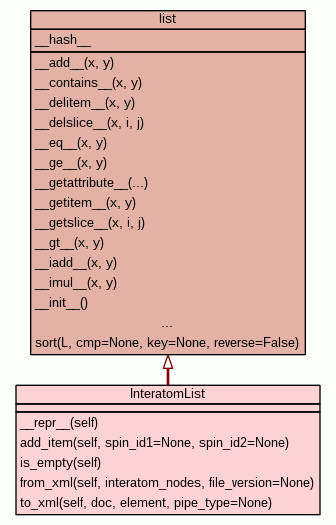 list
__hash__
__add__(x, y)
__contains__(x, y)
__delitem__(x, y)
__delslice__(x, i, j)
__eq__(x, y)
__ge__(x, y)
__getattribute__(...)
__getitem__(x, y)
__getslice__(x, i, j)
__gt__(x, y)
__iadd__(x, y)
__imul__(x, y)
__init__()
...
sort(L, cmp=None, key=None, reverse=False)
InteratomList
__repr__(self)
add_item(self, spin_id1=None, spin_id2=None)
is_empty(self)
from_xml(self, interatom_nodes, file_version=None)
to_xml(self, doc, element, pipe_type=None)